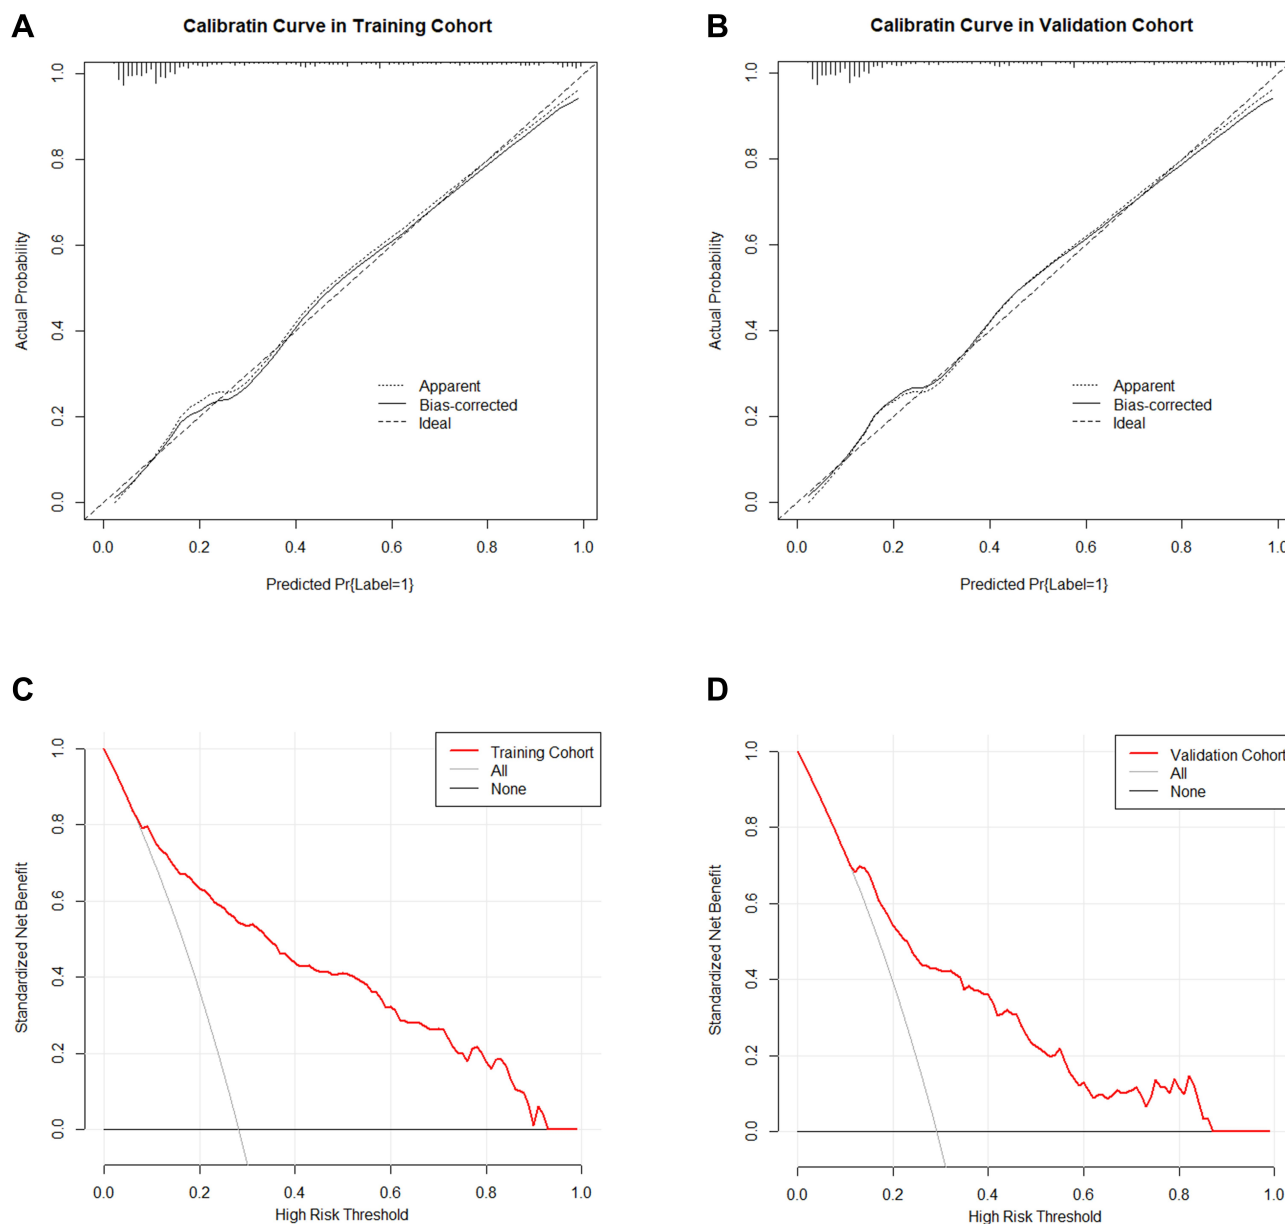 A
Calibratin Curve in Training Cohort
1.0
0.8
0.6
0.4
0.2
0.0
Actual Probability
Apparent
Bias-corrected
Ideal
0.0 0.2 0.4 0.6 0.8 1.0
Predicted Pr{Label=1}
B
Calibratin Curve in Validation Cohort
1.0
0.8
0.6
0.4
0.2
0.0
Actual Probability
Apparent
Bias-corrected
Ideal
0.0 0.2 0.4 0.6 0.8 1.0
Predicted Pr{Label=1}
C
Training Cohort
All
None
1.0
0.8
0.6
0.4
0.2
0.0
Standardized Net Benefit
0.0 0.2 0.4 0.6 0.8 1.0
High Risk Threshold
D
Validation Cohort
All
None
1.0
0.8
0.6
0.4
0.2
0.0
Standardized Net Benefit
0.0 0.2 0.4 0.6 0.8 1.0
High Risk Threshold